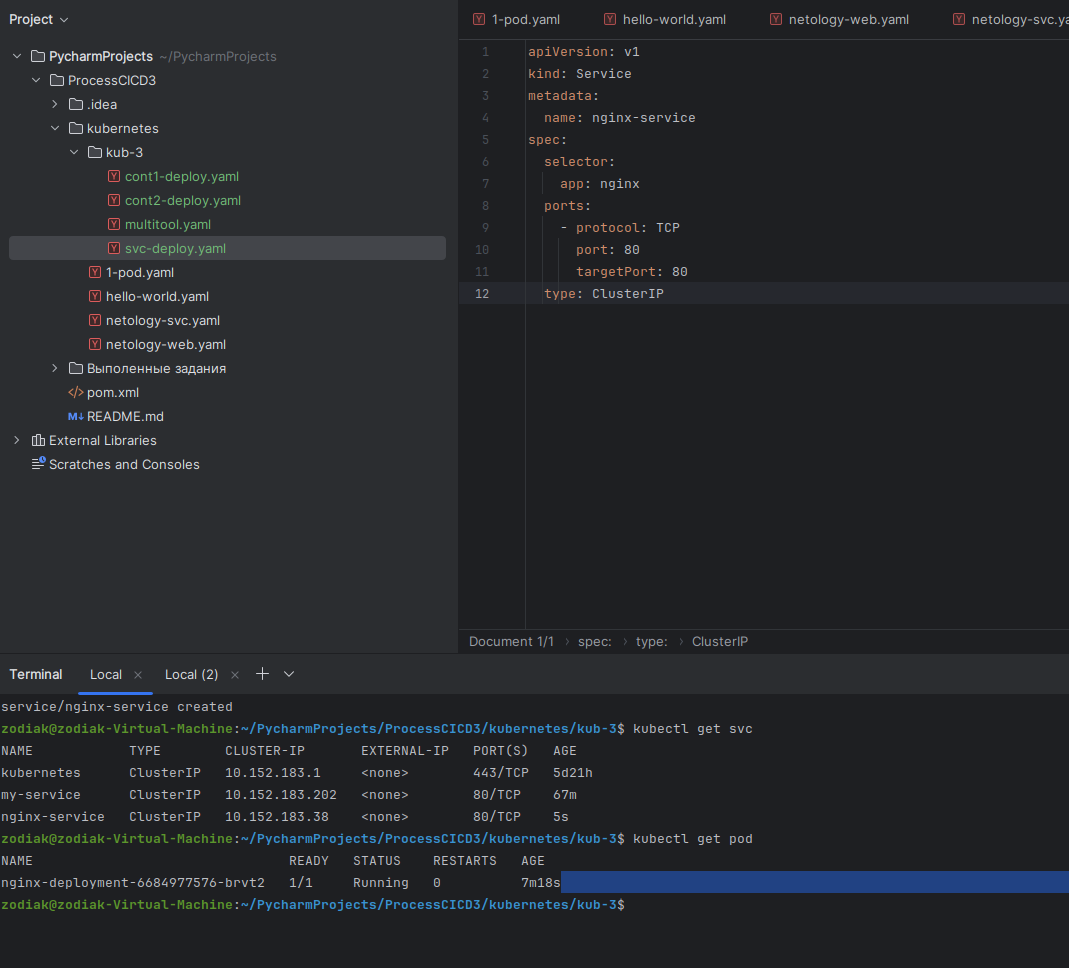 Project
PycharmProjects ~/PycharmProjects
ProcessCICD3
.idea
kubernetes
kub-3
cont1-deploy.yaml
cont2-deploy.yaml
multitool.yaml
svc-deploy.yaml
1-pod.yaml
hello-world.yaml
netology-svc.yaml
netology-web.yaml
Выполенные задания
pom.xml
README.md
External Libraries
Scratches and Consoles
1-pod.yaml hello-world.yaml netology-web.yaml netology-svc.ya
1 apiVersion: v1
2 kind: Service
3 metadata:
4   name: nginx-service
5 spec:
6   selector:
7     app: nginx
8   ports:
9     - protocol: TCP
10       port: 80
11       targetPort: 80
12   type: ClusterIP
Document 1/1 › spec: › type: › ClusterIP
Terminal Local × Local (2) × +
service/nginx-service created
zodiak@zodiak-Virtual-Machine:~/PycharmProjects/ProcessCICD3/kubernetes/kub-3$ kubectl get svc
NAME            TYPE        CLUSTER-IP       EXTERNAL-IP   PORT(S)   AGE
kubernetes      ClusterIP   10.152.183.1     <none>        443/TCP   5d21h
my-service      ClusterIP   10.152.183.202   <none>        80/TCP    67m
nginx-service   ClusterIP   10.152.183.38    <none>        80/TCP    5s
zodiak@zodiak-Virtual-Machine:~/PycharmProjects/ProcessCICD3/kubernetes/kub-3$ kubectl get pod
NAME                                READY   STATUS    RESTARTS   AGE
nginx-deployment-6684977576-brvt2   1/1     Running   0          7m18s
zodiak@zodiak-Virtual-Machine:~/PycharmProjects/ProcessCICD3/kubernetes/kub-3$